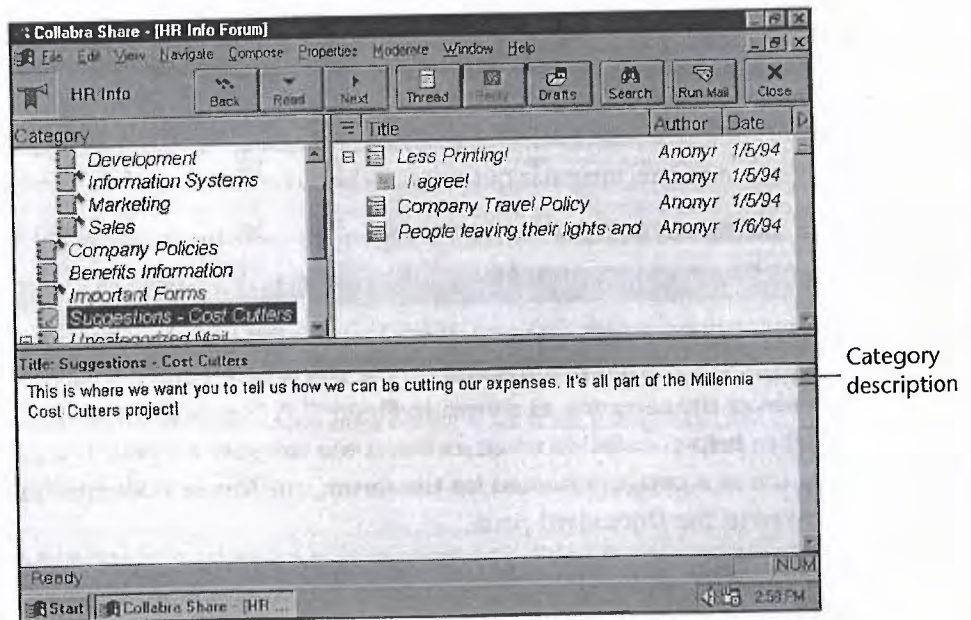 Collabra Share - [HR Info Forum]
File Edit View Navigate Compose Properties Moderate Window Help
HR Info Back Read Next Thread Reply Drafts Search Run Mail Close
Category
Development
Information Systems
Marketing
Sales
Company Policies
Benefits Information
Important Forms
Suggestions - Cost Cutters
Uncategorized Mail
Title Author Date
Less Printing! Anonyr 1/5/94
I agree! Anonyr 1/5/94
Company Travel Policy Anonyr 1/5/94
People leaving their lights and Anonyr 1/6/94
Title: Suggestions - Cost Cutters
This is where we want you to tell us how we can be cutting our expenses. It's all part of the Millennia
Cost Cutters project!
Category
description
Ready NUM
Start Collabra Share - [HR ... 2:59 PM